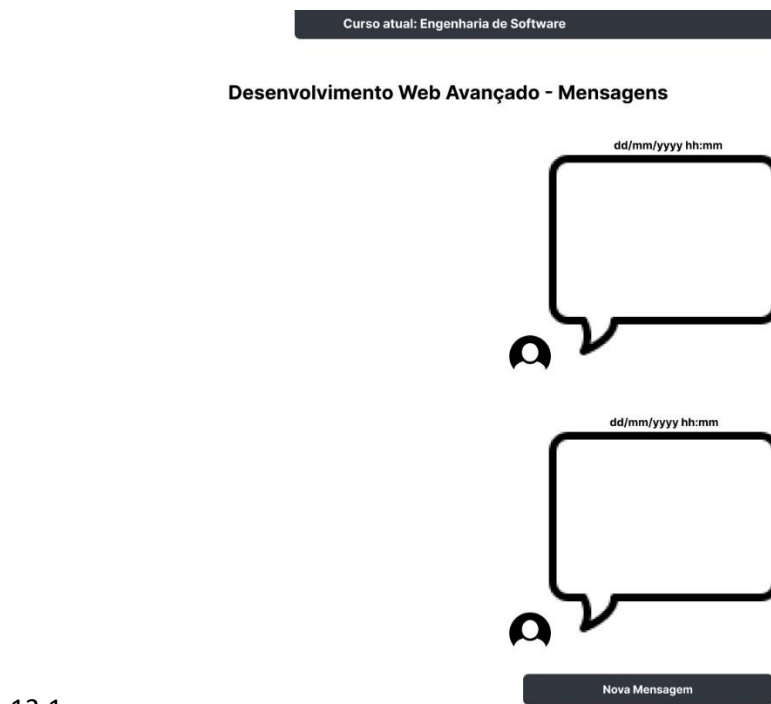 Curso atual: Engenharia de Software
Desenvolvimento Web Avançado - Mensagens
dd/mm/yyyy hh:mm
dd/mm/yyyy hh:mm
Nova Mensagem